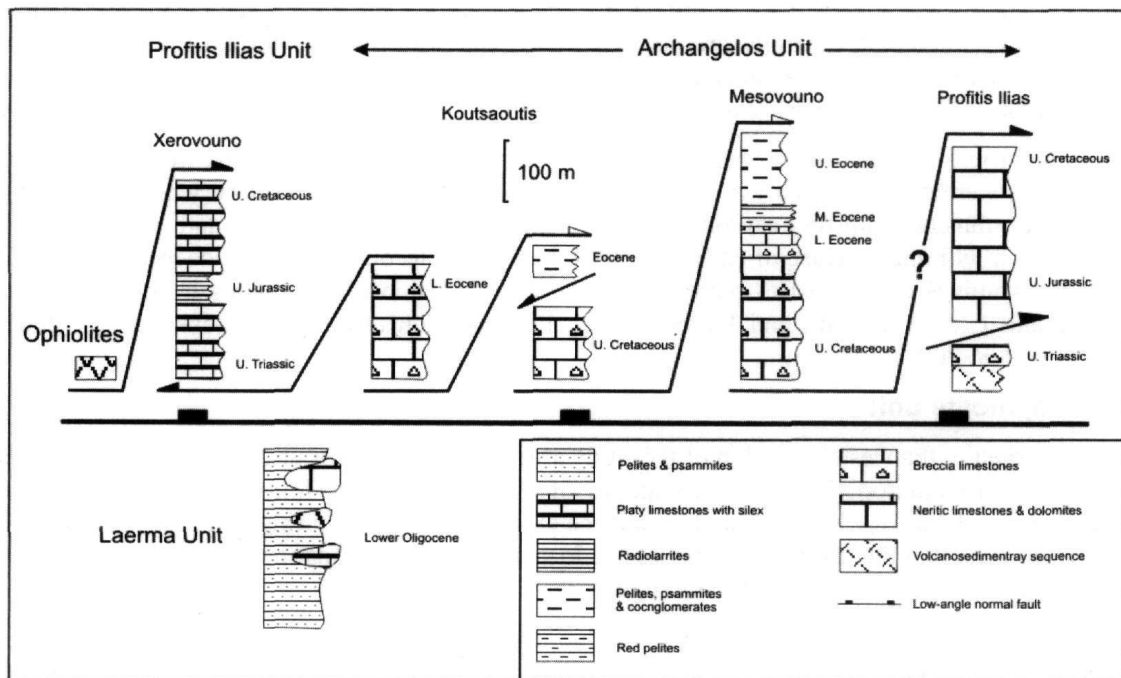 Profitis Ilias Unit
Archangelos Unit
Xerovouno
Koutsaoutis
Mesovouno
Profitis Ilias
100 m
U. Cretaceous
U. Jurassic
U. Triassic
Ophiolites
L. Eocene
Eocene
U. Cretaceous
U. Eocene
M. Eocene
L. Eocene
U. Cretaceous
?
U. Cretaceous
U. Jurassic
U. Triassic
Laerma Unit
Lower Oligocene
Pelites & psammites
Platy limestones with silex
Radiolarrites
Pelites, psammites
& cocnglomerates
Red pelites
Breccia limestones
Neritic limestones & dolomites
Volcanosedimentray sequence
Low-angle normal fault